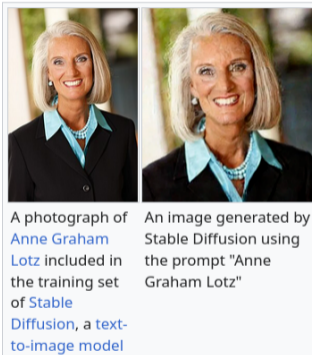 A photograph of
Anne Graham
Lotz included in
the training set
of Stable
Diffusion, a text-
to-image model
An image generated by
Stable Diffusion using
the prompt "Anne
Graham Lotz"